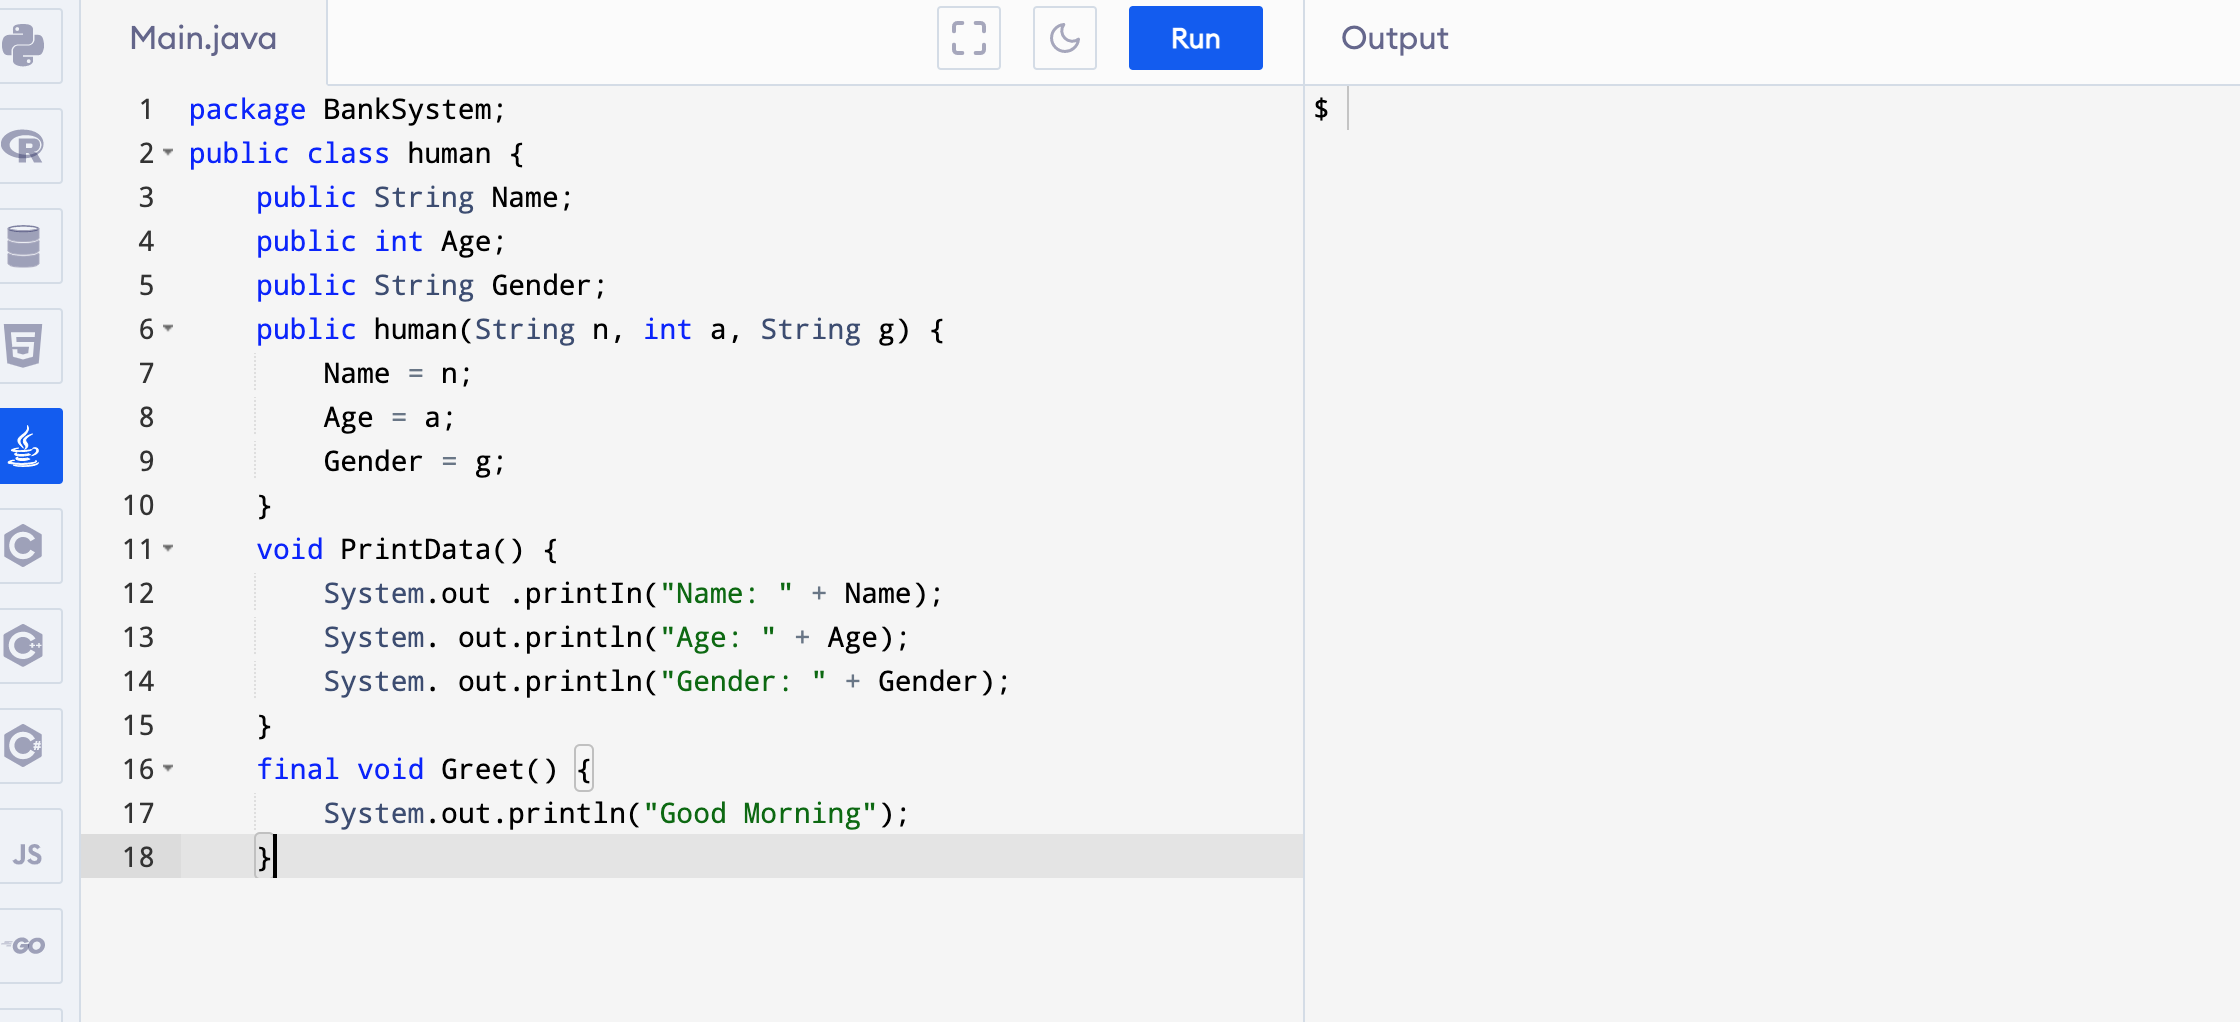 Main.java
Run
Output
1 package BankSystem;
2 public class human {
3 public String Name;
4 public int Age;
5 public String Gender;
6 public human(String n, int a, String g) {
7 Name = n;
8 Age = a;
9 Gender = g;
10 }
11 void PrintData() {
12 System.out .printIn("Name: " + Name);
13 System. out.println("Age: " + Age);
14 System. out.println("Gender: " + Gender);
15 }
16 final void Greet() {
17 System.out.println("Good Morning");
18 }
$
R
5
C
C++
C#
JS
GO